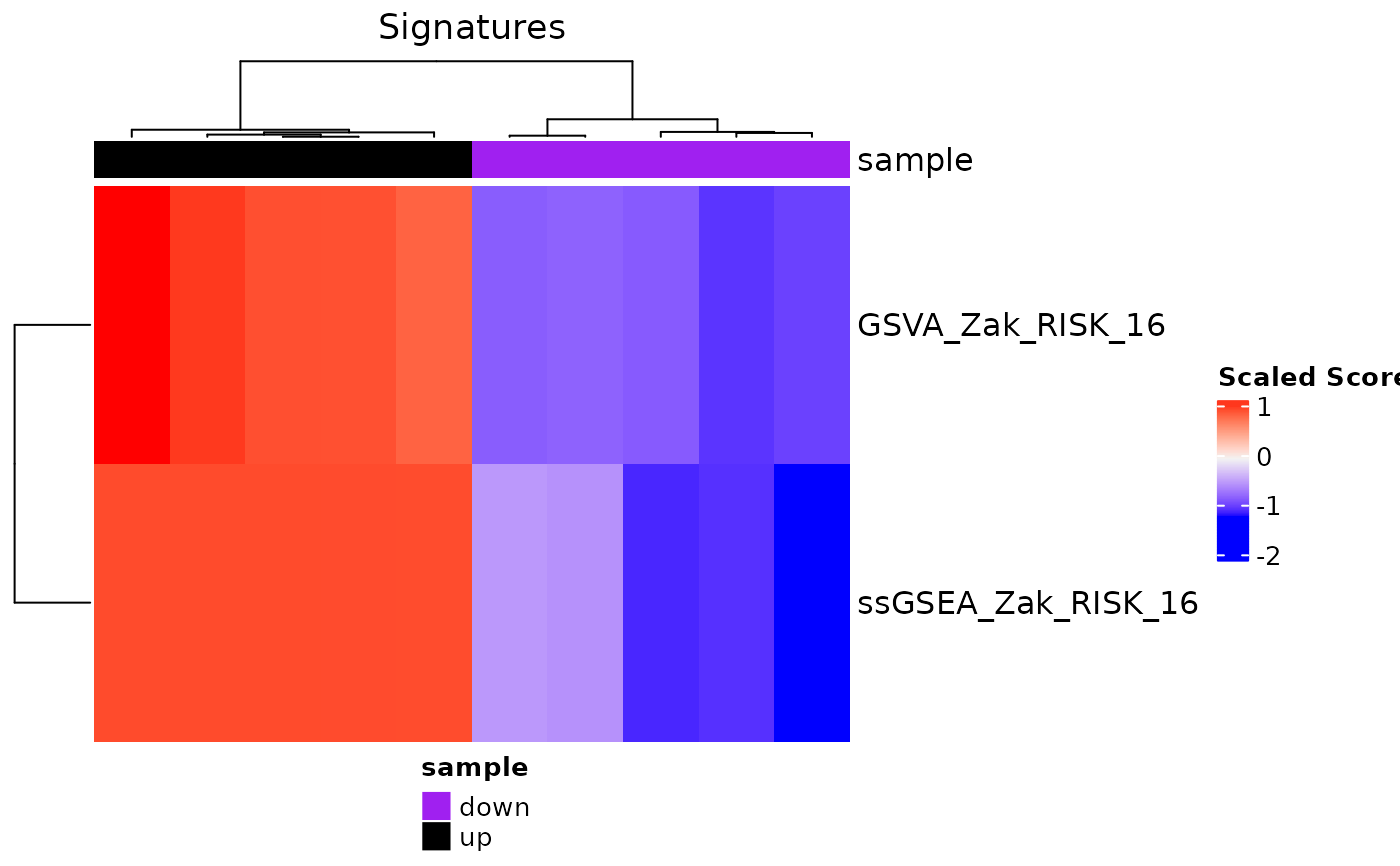 Signatures
sample
GSVA_Zak_RISK_16
Scaled Score
1
0
-1
-2
ssGSEA_Zak_RISK_16
sample
down
up